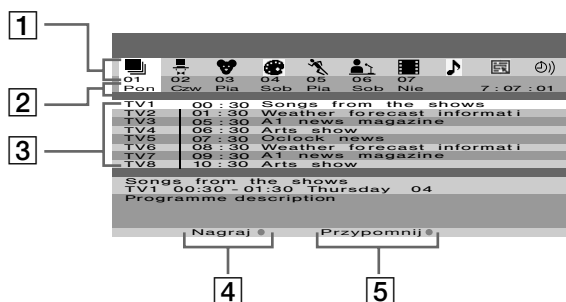 1
01 02 03 04 05 06 07
2
Pon Czw Pia Sob Pia Sob Nie 7 : 07 : 01
3
TV1 00 : 30 Songs from the shows
TV2 01 : 30 Weather forecast informati
TV3 05 : 30 A1 news magazine
TV4 06 : 30 Arts show
TV5 07 : 30 Oclock news
TV6 08 : 30 Weather forecast informati
TV7 09 : 30 A1 news magazine
TV8 10 : 30 Arts show
Songs from the shows
TV1 00:30 - 01:30 Thursday 04
Programme description
Nagraj Przypomnij
4 5